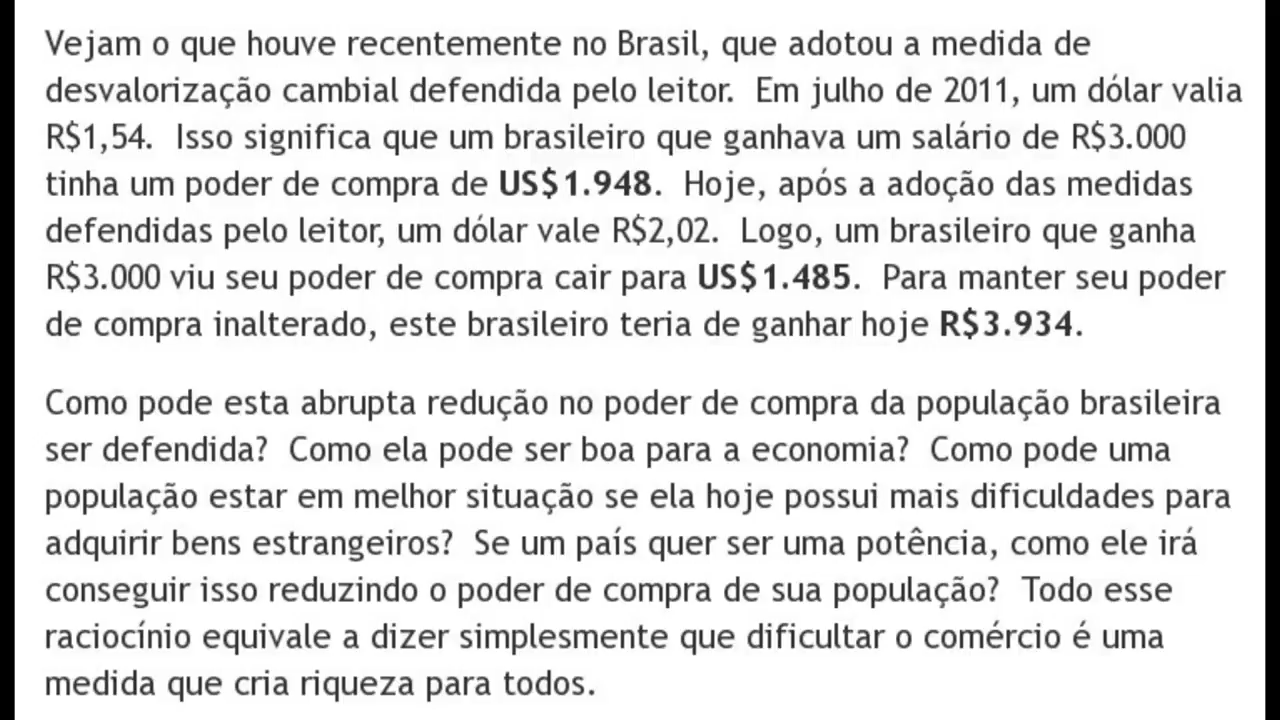 Vejam o que houve recentemente no Brasil, que adotou a medida de
desvalorização cambial defendida pelo leitor. Em julho de 2011, um dólar valia
R$1,54. Isso significa que um brasileiro que ganhava um salário de R$3.000
tinha um poder de compra de US$1.948. Hoje, após a adoção das medidas
defendidas pelo leitor, um dólar vale R$2,02. Logo, um brasileiro que ganha
R$3.000 viu seu poder de compra cair para US$1.485. Para manter seu poder
de compra inalterado, este brasileiro teria de ganhar hoje R$3.934.
Como pode esta abrupta redução no poder de compra da população brasileira
ser defendida? Como ela pode ser boa para a economia? Como pode uma
população estar em melhor situação se ela hoje possui mais dificuldades para
adquirir bens estrangeiros? Se um país quer ser uma potência, como ele irá
conseguir isso reduzindo o poder de compra de sua população? Todo esse
raciocínio equivale a dizer simplesmente que dificultar o comércio é uma
medida que cria riqueza para todos.